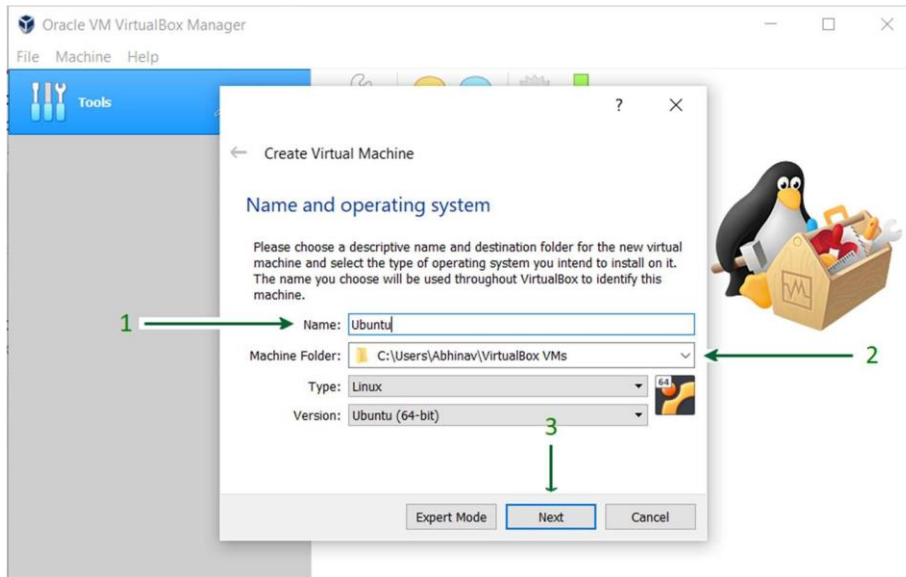 Oracle VM VirtualBox Manager
File Machine Help
Tools
?
Create Virtual Machine
Name and operating system
Please choose a descriptive name and destination folder for the new virtual
machine and select the type of operating system you intend to install on it.
The name you choose will be used throughout VirtualBox to identify this
machine.
1
Name: Ubuntu
Machine Folder: C:\Users\Abhinav\VirtualBox VMs
2
Type: Linux
64
Version: Ubuntu (64-bit)
3
Expert Mode Next Cancel